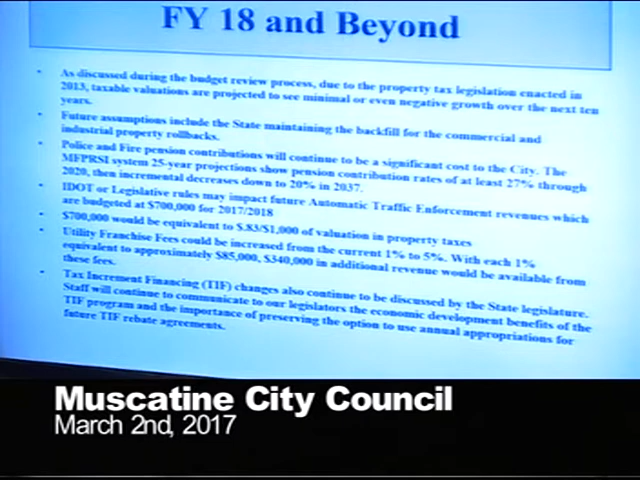 FY 18 and Beyond
• As discussed during the budget review process, due to the property tax legislation enacted in
2013, taxable valuations are projected to see minimal or even negative growth over the next ten
years.
• Future assumptions include the State maintaining the backfill for the commercial and
industrial property rollbacks.
• Police and Fire pension contributions will continue to be a significant cost to the City. The
MFPRSI system 25-year projections show pension contribution rates of at least 27% through
2020, then incremental decreases down to 20% in 2037.
• IDOT or Legislative rules may impact future Automatic Traffic Enforcement revenues which
are budgeted at $700,000 for 2017/2018
• $700,000 would be equivalent to $.83/$1,000 of valuation in property taxes
• Utility Franchise Fees could be increased from the current 1% to 5%. With each 1%
equivalent to approximately $85,000, $340,000 in additional revenue would be available from
these fees.
• Tax Increment Financing (TIF) changes also continue to be discussed by the State legislature.
Staff will continue to communicate to our legislators the economic development benefits of the
TIF program and the importance of preserving the option to use annual appropriations for
future TIF rebate agreements.
Muscatine City Council
March 2nd, 2017